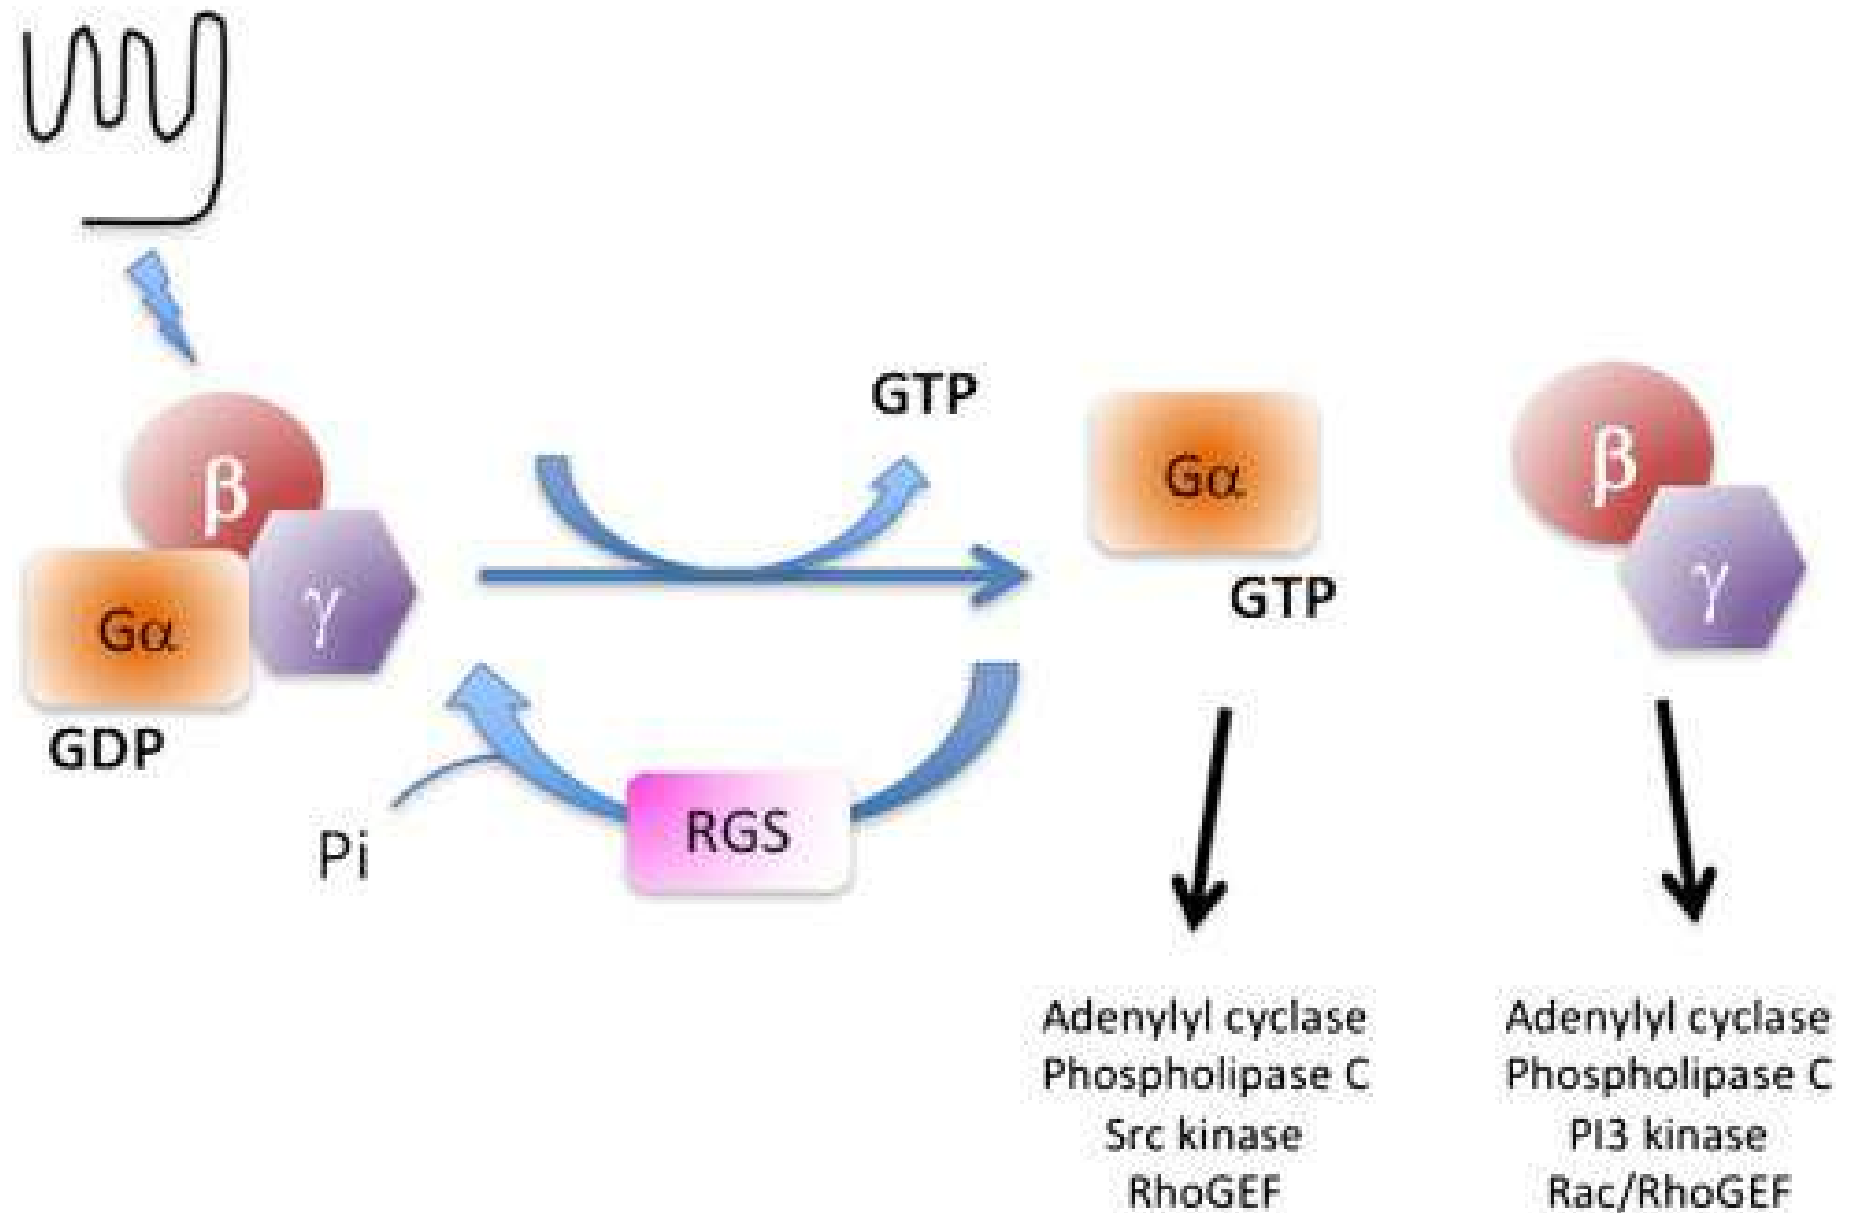 GTP
β
Gα
β
γ
Gα
γ
GTP
GDP
Pi
RGS
Adenylyl cyclase
Phospholipase C
Src kinase
RhoGEF
Adenylyl cyclase
Phospholipase C
PI3 kinase
Rac/RhoGEF